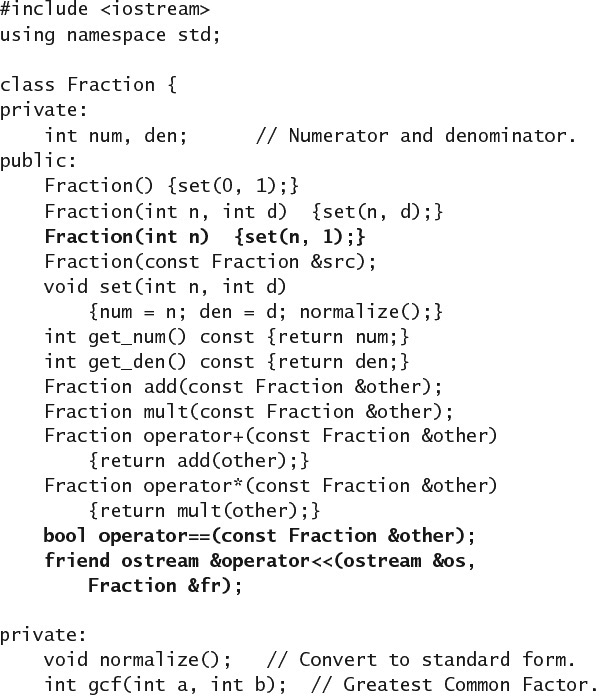 #include <iostream>
using namespace std;
class Fraction {
private:
int num, den; // Numerator and denominator.
public:
Fraction() {set(0, 1);}
Fraction(int n, int d) {set(n, d);}
Fraction(int n) {set(n, 1);}
Fraction(const Fraction &src);
void set(int n, int d)
{num = n; den = d; normalize();}
int get_num() const {return num;}
int get_den() const {return den;}
Fraction add(const Fraction &other);
Fraction mult(const Fraction &other);
Fraction operator+(const Fraction &other)
{return add(other);}
Fraction operator*(const Fraction &other)
{return mult(other);}
bool operator==(const Fraction &other);
friend ostream &operator<<(ostream &os,
Fraction &fr);
private:
void normalize(); // Convert to standard form.
int gcf(int a, int b); // Greatest Common Factor.